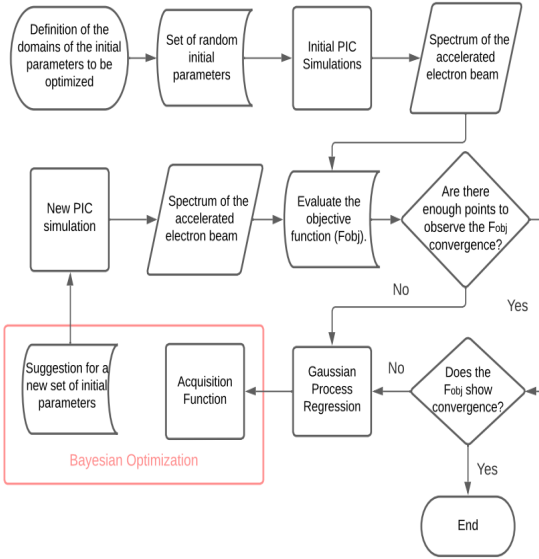 Definition of the
domains of the initial
parameters to be
optimized
Set of random
initial
parameters
Initial PIC
Simulations
Spectrum of the
accelerated
electron beam
New PIC
simulation
Spectrum of the
accelerated
electron beam
Evaluate the
objective
function (Fobj).
Are there
enough points to
observe the Fobj
convergence?
No
Yes
Suggestion for a
new set of initial
parameters
Acquisition
Function
Gaussian
Process
Regression
No
Does the
Fobj show
convergence?
Bayesian Optimization
Yes
End